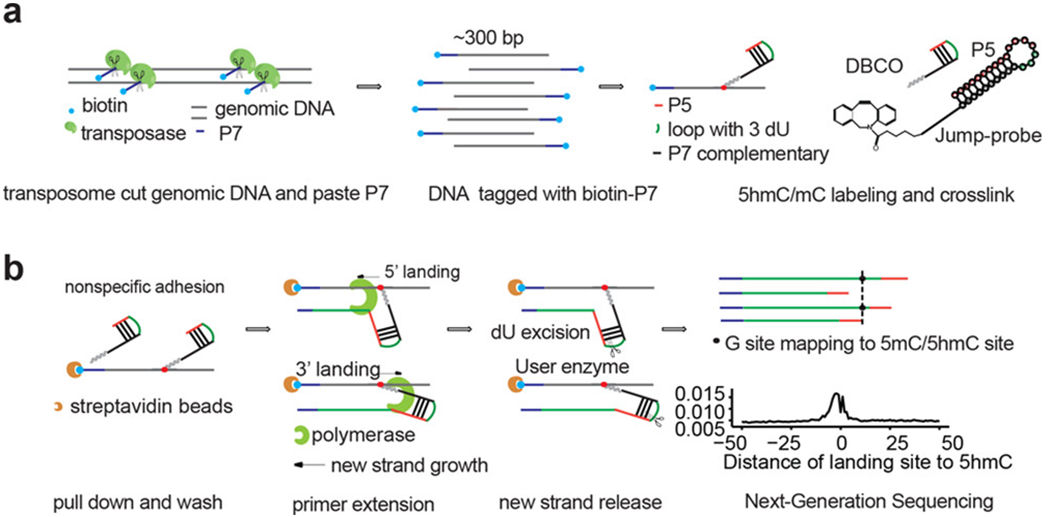 a
biotin
transposase
genomic DNA
P7
transposome cut genomic DNA and paste P7
~300 bp
DNA tagged with biotin-P7
P5
loop with 3 dU
P7 complementary
DBCO
P5
N
O
Jump-probe
5hmC/mC labeling and crosslink
b
nonspecific adhesion
streptavidin beads
pull down and wash
5' landing
3' landing
polymerase
new strand growth
primer extension
dU excision
User enzyme
new strand release
G site mapping to 5mC/5hmC site
0.015
0.010
0.005
−50 −25 0 25 50
Distance of landing site to 5hmC
Next-Generation Sequencing